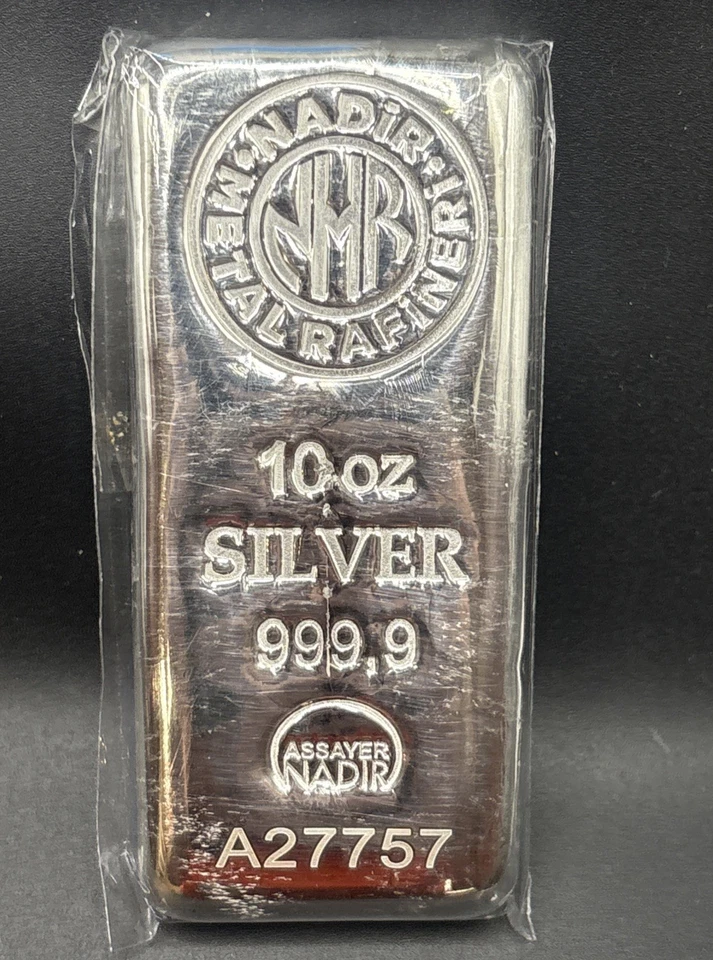 NADİR
METAL RAFİNERİ
NMR
10 oz
SILVER
999,9
ASSAYER
NADIR
A27757